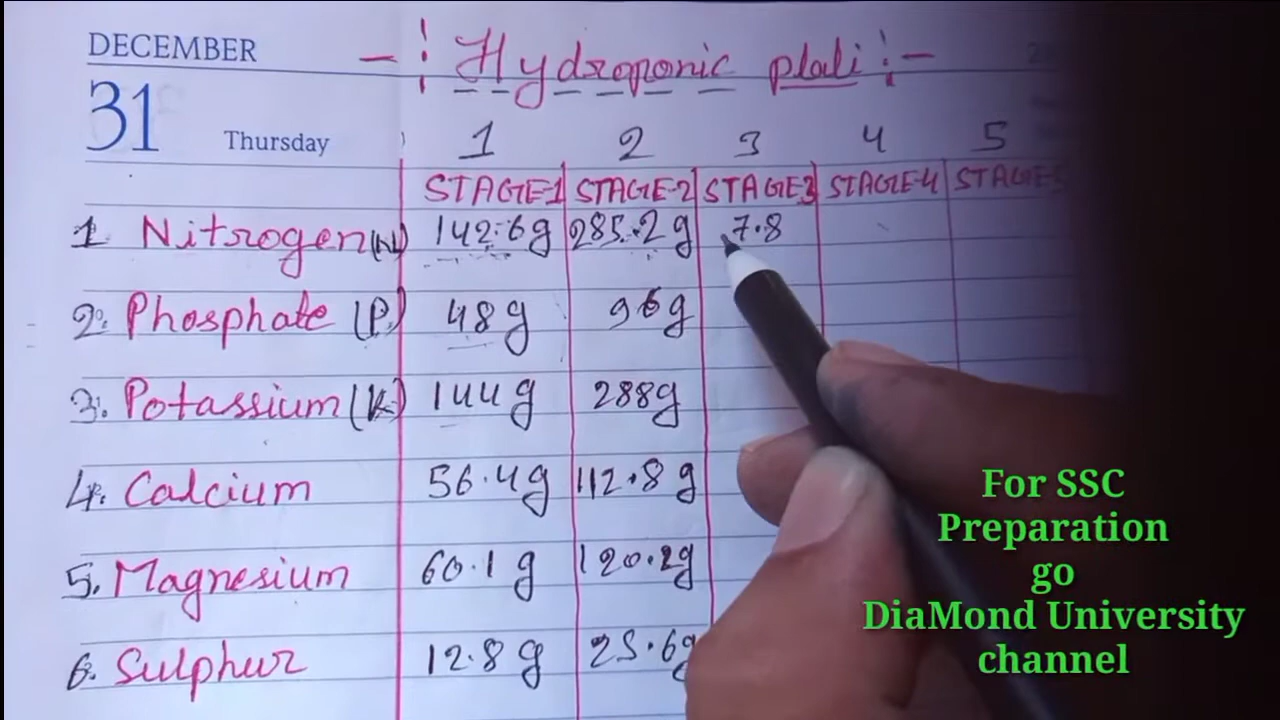 DECEMBER
-¦ Hydroponic plali ¦-
31 Thursday
1 2 3 4 5
STAGE-1 STAGE-2 STAGE3 STAGE-4 STAGE-5
1 Nitrogen(N) 142.6g 285.2g 7.8
2. Phosphate (P) 48g 96g
3. Potassium (K) 144g 288g
4. Calcium 56.4g 112.8g
5. Magnesium 60.1g 120.2g
6. Sulphur 12.8g 25.6g
For SSC
Preparation
go
DiaMond University
channel